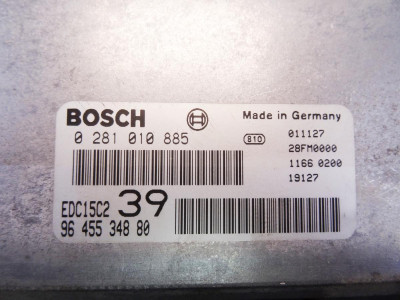 BOSCH
Made in Germany
0 281 010 885
810
011127
28FM0000
1166 0200
19127
EDC15C2 39
96 455 348 80